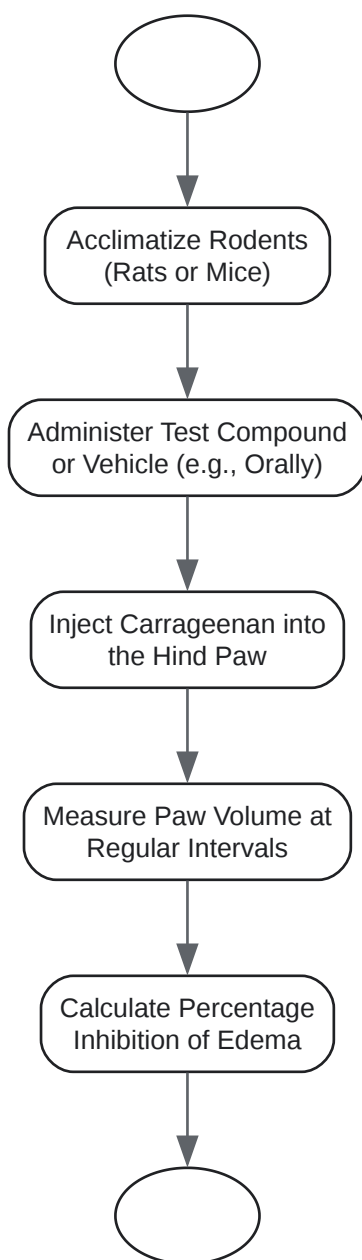 Acclimatize Rodents
(Rats or Mice)
Administer Test Compound
or Vehicle (e.g., Orally)
Inject Carrageenan into
the Hind Paw
Measure Paw Volume at
Regular Intervals
Calculate Percentage
Inhibition of Edema